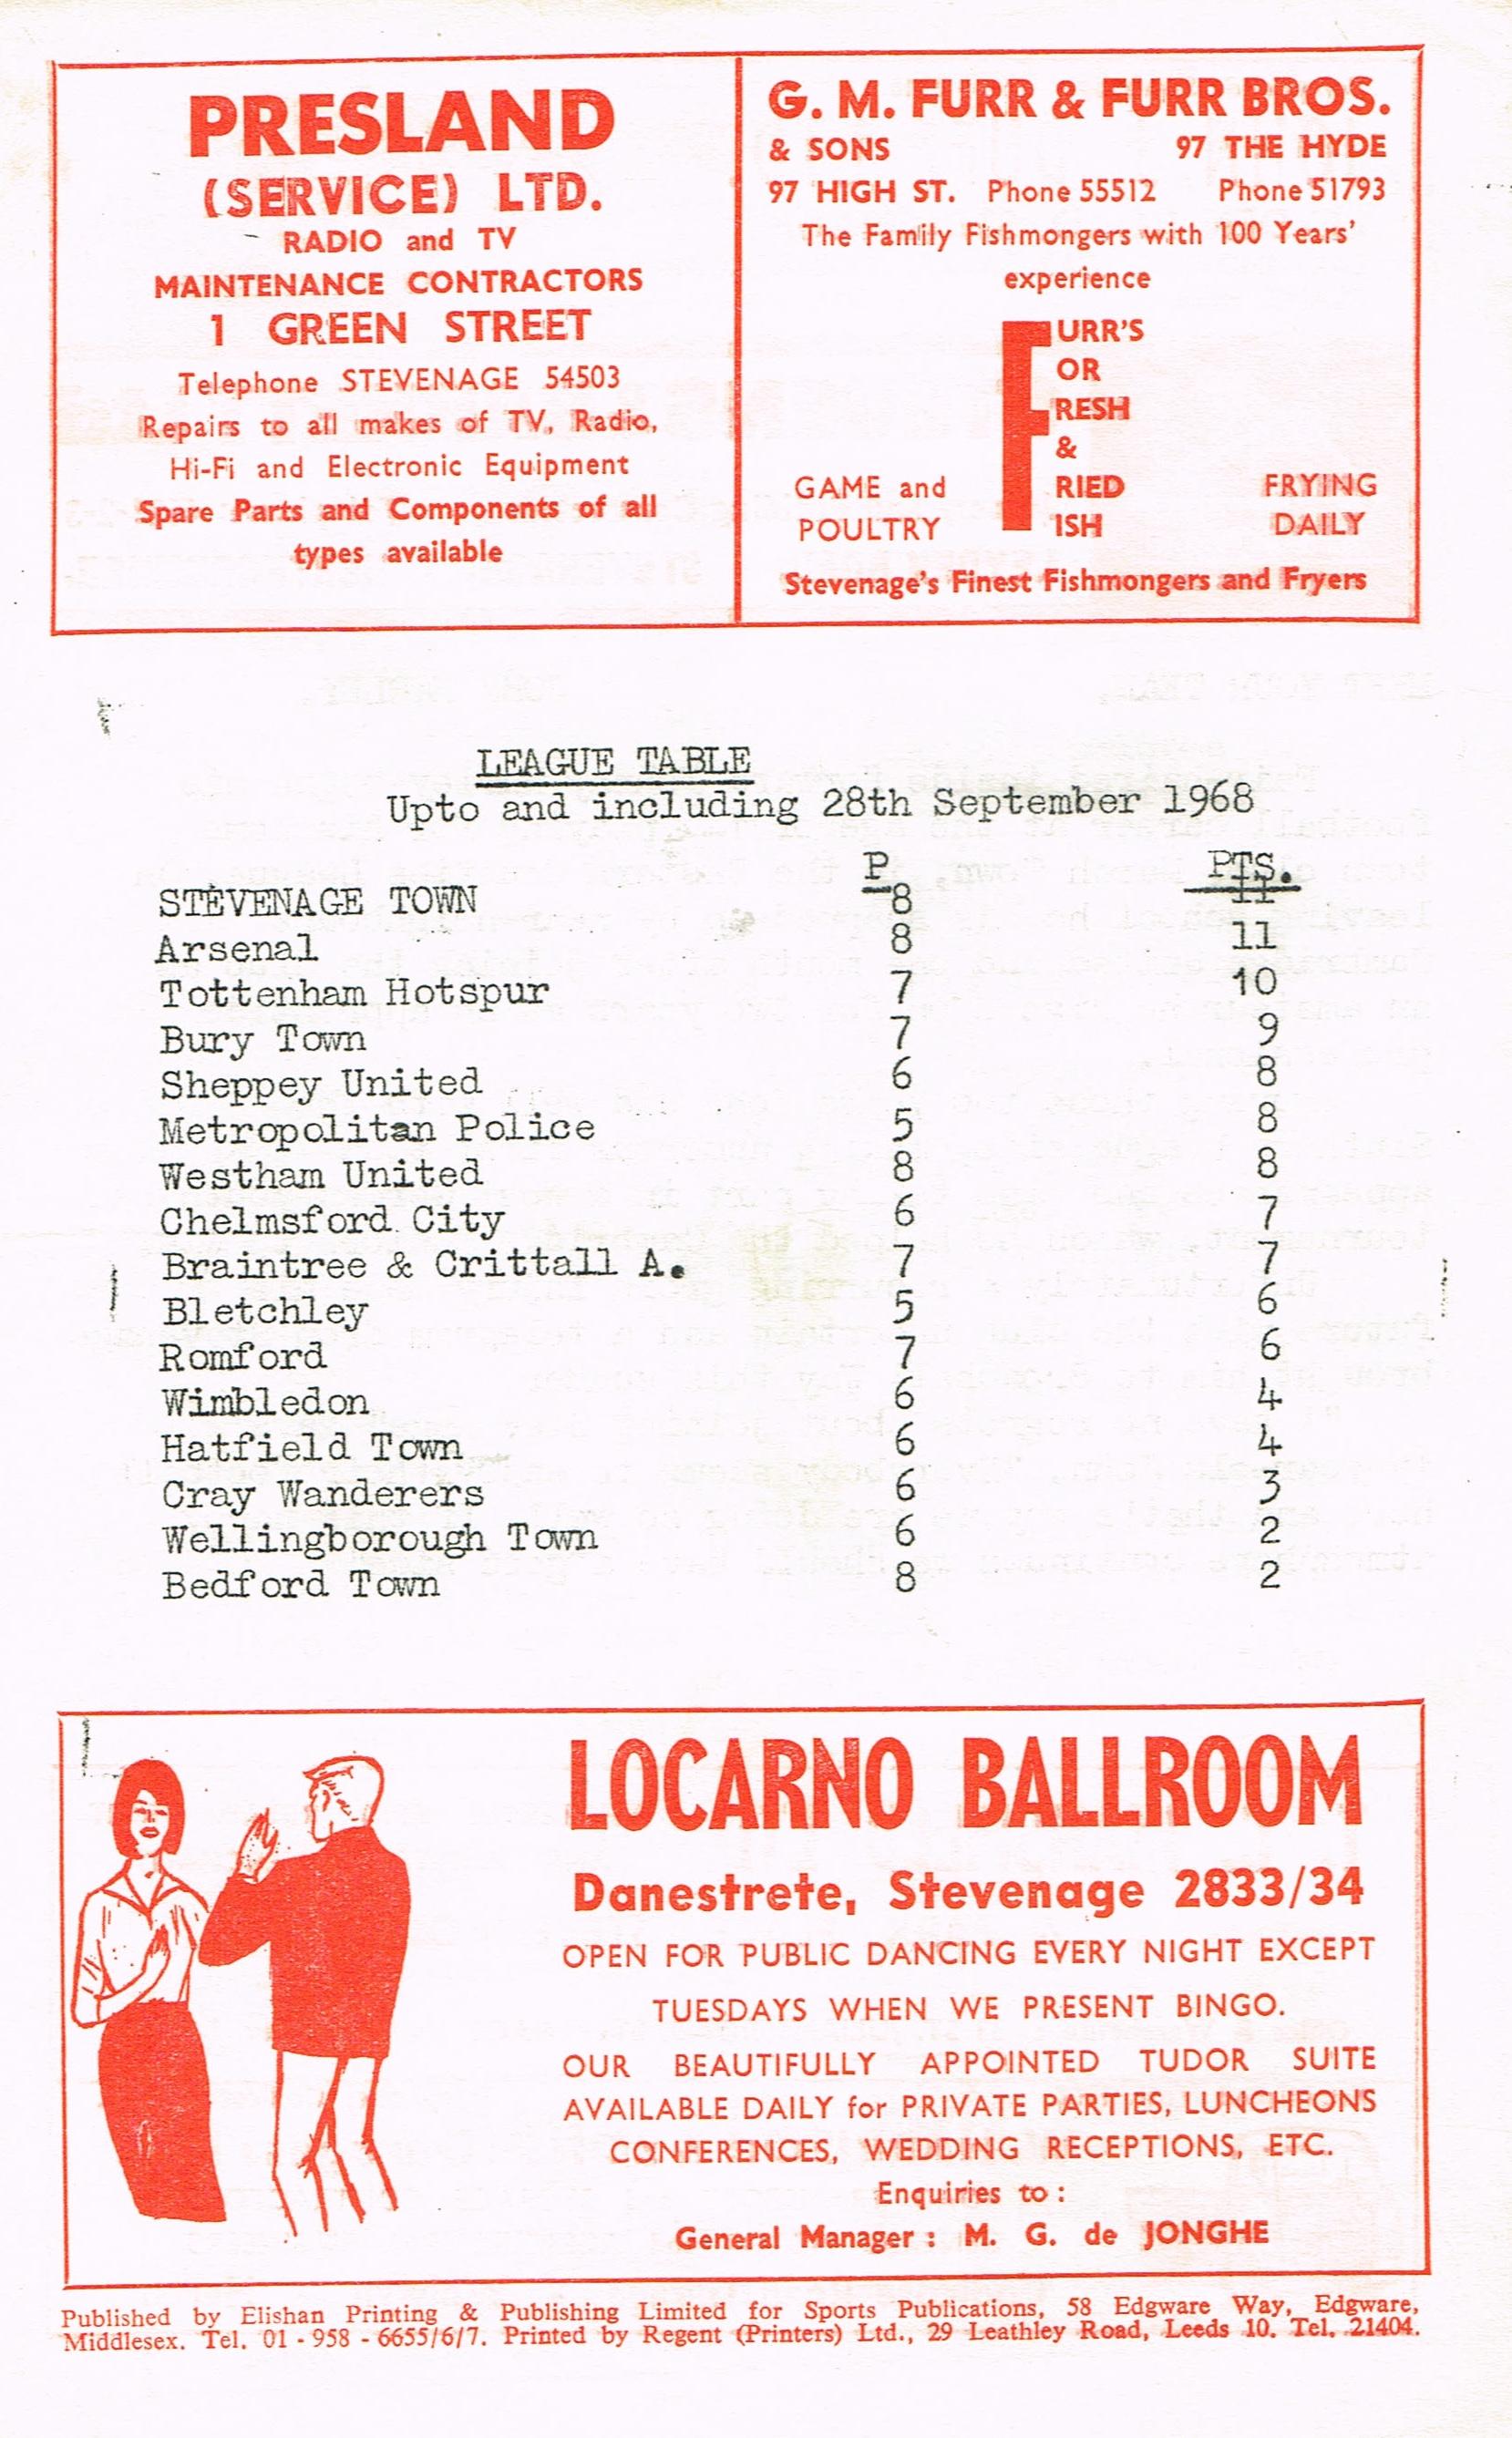 PRESLAND
(SERVICE) LTD.
RADIO and TV
MAINTENANCE CONTRACTORS
1 GREEN STREET
Telephone STEVENAGE 54503
Repairs to all makes of TV, Radio,
Hi-Fi and Electronic Equipment
Spare Parts and Components of all
types available
G. M. FURR & FURR BROS.
& SONS 97 THE HYDE
97 HIGH ST. Phone 55512 Phone 51793
The Family Fishmongers with 100 Years'
experience
FURR'S
OR
RESH
&
GAME and RIED FRYING
POULTRY ISH DAILY
Stevenage's Finest Fishmongers and Fryers
LEAGUE TABLE
Upto and including 28th September 1968
P PTS.
STEVENAGE TOWN 8 11
Arsenal 8 11
Tottenham Hotspur 7 10
Bury Town 7 9
Sheppey United 6 8
Metropolitan Police 5 8
Westham United 8 8
Chelmsford City 6 7
Braintree & Crittall A. 7 7
Bletchley 5 6
Romford 7 6
Wimbledon 6 4
Hatfield Town 6 4
Cray Wanderers 6 3
Wellingborough Town 6 2
Bedford Town 8 2
LOCARNO BALLROOM
Danestrete, Stevenage 2833/34
OPEN FOR PUBLIC DANCING EVERY NIGHT EXCEPT
TUESDAYS WHEN WE PRESENT BINGO.
OUR BEAUTIFULLY APPOINTED TUDOR SUITE
AVAILABLE DAILY for PRIVATE PARTIES, LUNCHEONS
CONFERENCES, WEDDING RECEPTIONS, ETC.
Enquiries to :
General Manager : M. G. de JONGHE
Published by Elishan Printing & Publishing Limited for Sports Publications, 58 Edgware Way, Edgware,
Middlesex. Tel. 01 - 958 - 6655/6/7. Printed by Regent (Printers) Ltd., 29 Leathley Road, Leeds 10. Tel. 21404.